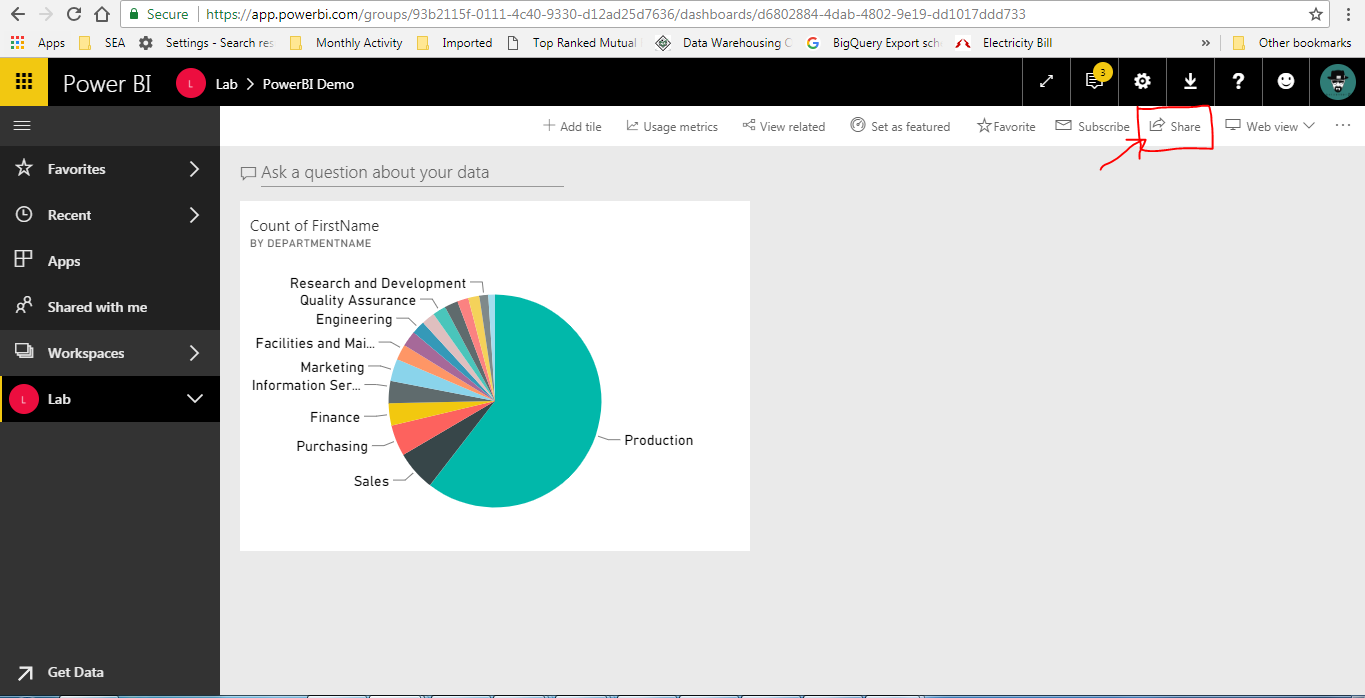 Secure https://app.powerbi.com/groups/93b2115f-0111-4c40-9330-d12ad25d7636/dashboards/d6802884-4dab-4802-9e19-dd1017ddd733
Apps SEA Settings - Search res Monthly Activity Imported Top Ranked Mutual Data Warehousing C BigQuery Export sch Electricity Bill » Other bookmarks
Power BI L Lab > PowerBI Demo 3 ?
Add tile Usage metrics View related Set as featured Favorite Subscribe Share Web view ...
Favorites
Recent
Apps
Shared with me
Workspaces
L Lab
Get Data
Ask a question about your data
Count of FirstName
BY DEPARTMENTNAME
Research and Development
Quality Assurance
Engineering
Facilities and Mai...
Marketing
Information Ser...
Finance
Purchasing
Sales
Production